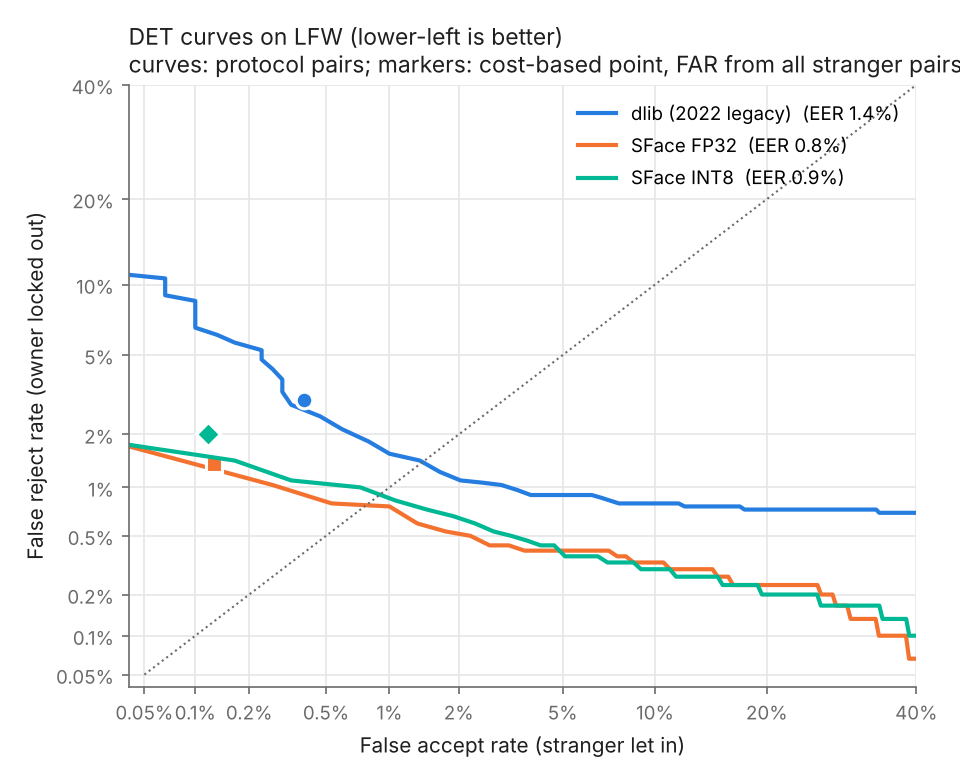 DET curves on LFW (lower-left is better)
curves: protocol pairs; markers: cost-based point, FAR from all stranger pairs
dlib (2022 legacy)  (EER 1.4%)
SFace FP32  (EER 0.8%)
SFace INT8  (EER 0.9%)
False reject rate (owner locked out)
40%
20%
10%
5%
2%
1%
0.5%
0.2%
0.1%
0.05%
0.05% 0.1% 0.2% 0.5% 1% 2% 5% 10% 20% 40%
False accept rate (stranger let in)